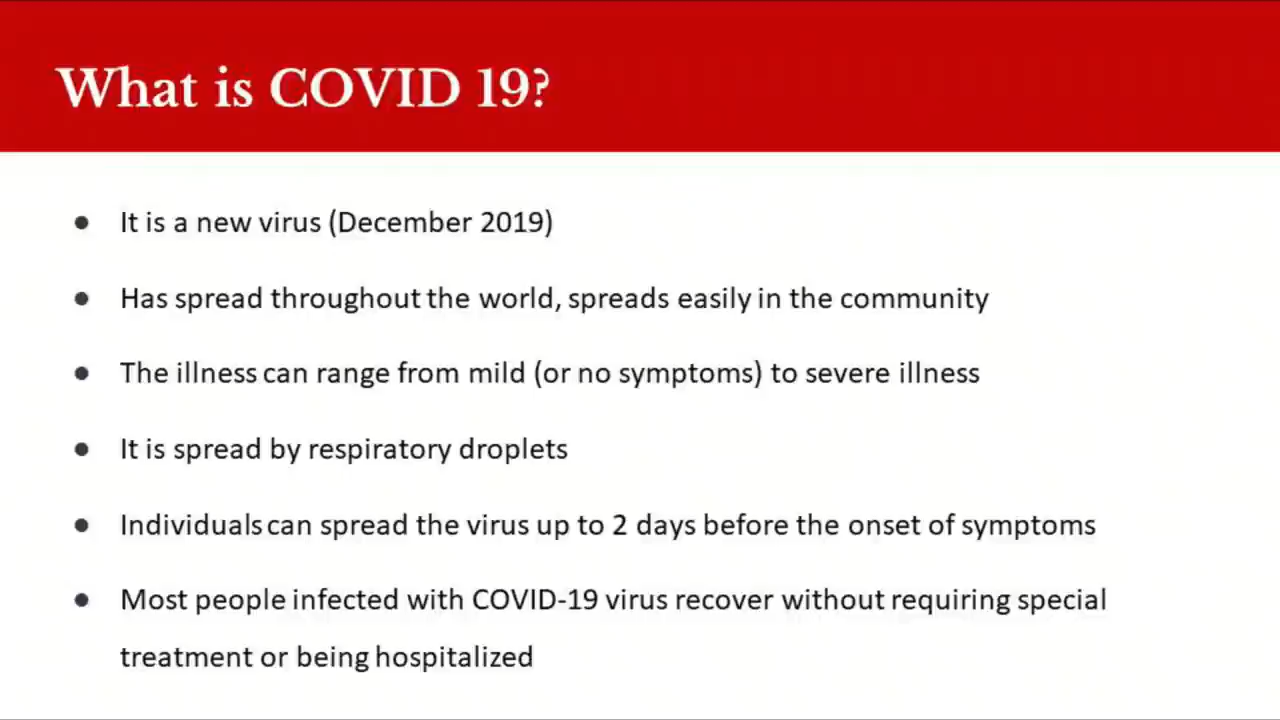 What is COVID 19?
● It is a new virus (December 2019)
● Has spread throughout the world, spreads easily in the community
● The illness can range from mild (or no symptoms) to severe illness
● It is spread by respiratory droplets
● Individuals can spread the virus up to 2 days before the onset of symptoms
● Most people infected with COVID-19 virus recover without requiring special
treatment or being hospitalized